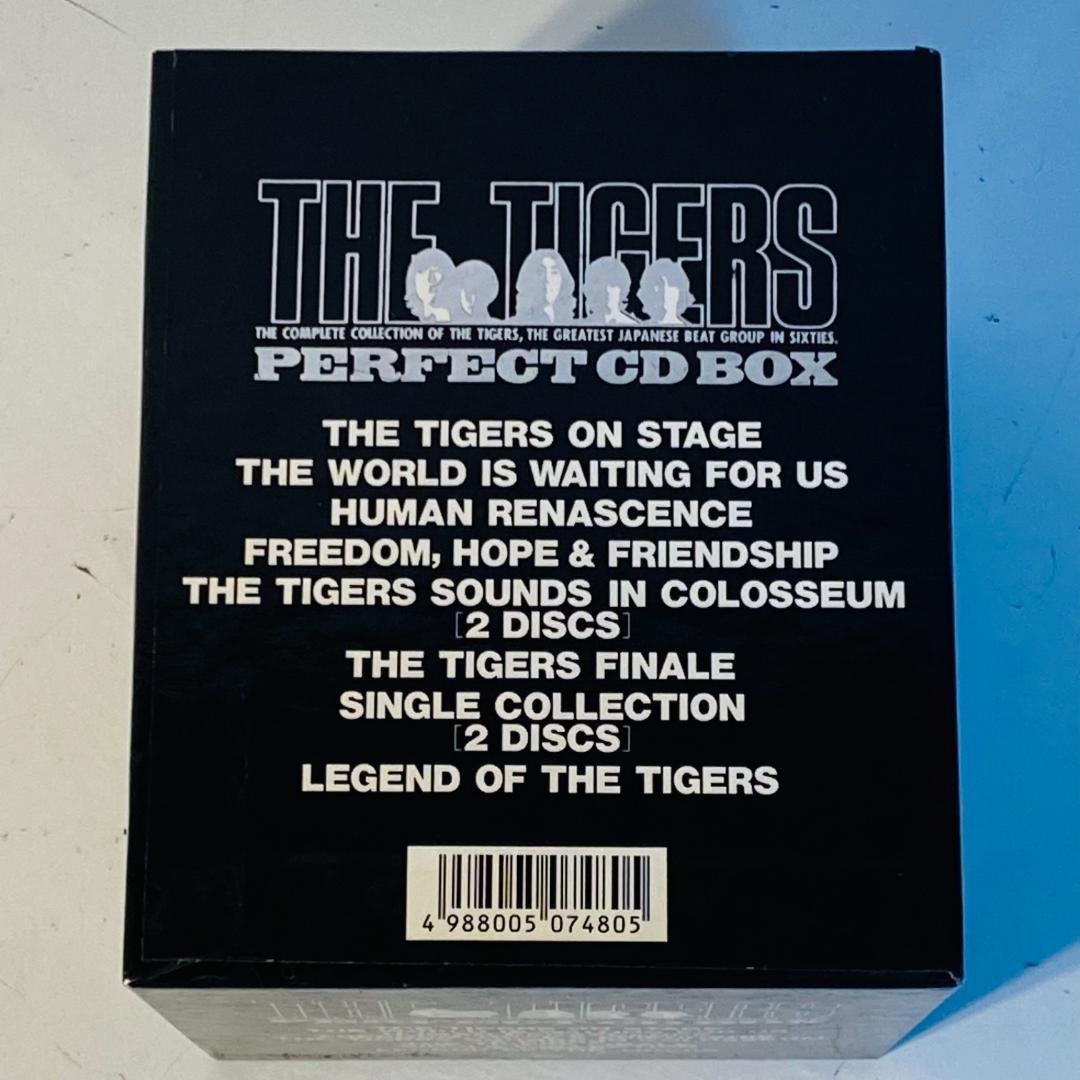 THE TIGERS
THE COMPLETE COLLECTION OF THE TIGERS, THE GREATEST JAPANESE BEAT GROUP IN SIXTIES.
PERFECT CD BOX
THE TIGERS ON STAGE
THE WORLD IS WAITING FOR US
HUMAN RENASCENCE
FREEDOM, HOPE & FRIENDSHIP
THE TIGERS SOUNDS IN COLOSSEUM
[2 DISCS]
THE TIGERS FINALE
SINGLE COLLECTION
[2 DISCS]
LEGEND OF THE TIGERS
4 988005 074805